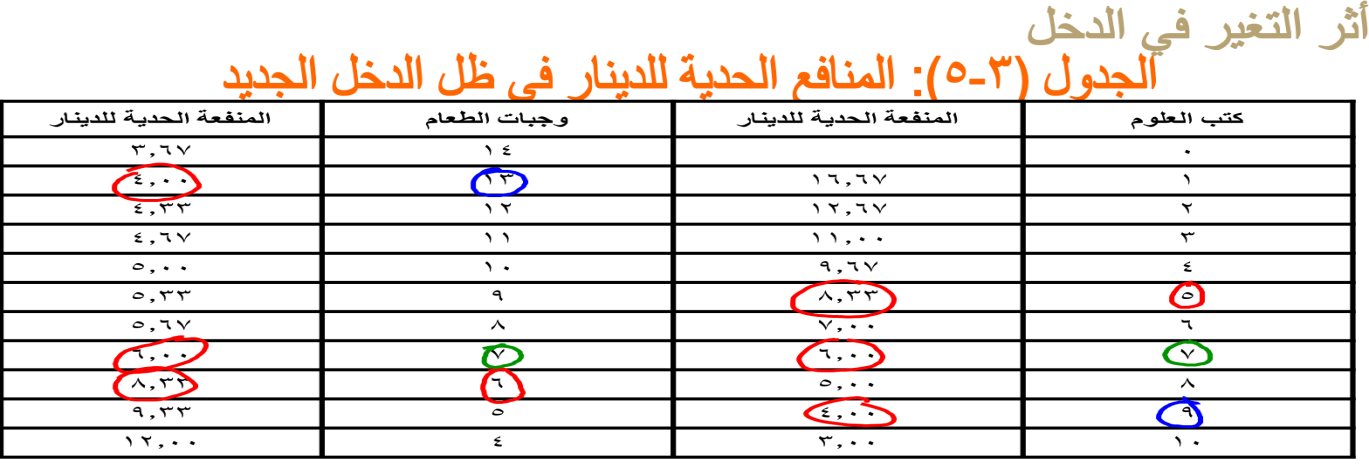 أثر التغير في الدخل
الجدول (٣-٥): المنافع الحدية للدينار في ظل الدخل الجديد
كتب العلوم المنفعة الحدية للدينار وجبات الطعام المنفعة الحدية للدينار
٠ ١٤ ٣,٦٧
١ ١٦,٦٧ ١٣ ٤,٠٠
٢ ١٢,٦٧ ١٢ ٤,٣٣
٣ ١١,٠٠ ١١ ٤,٦٧
٤ ٩,٦٧ ١٠ ٥,٠٠
٥ ٨,٣٣ ٩ ٥,٣٣
٦ ٧,٠٠ ٨ ٥,٦٧
٧ ٦,٠٠ ٧ ٦,٠٠
٨ ٥,٠٠ ٦ ٨,٣٣
٩ ٤,٠٠ ٥ ٩,٣٣
١٠ ٣,٠٠ ٤ ١٢,٠٠